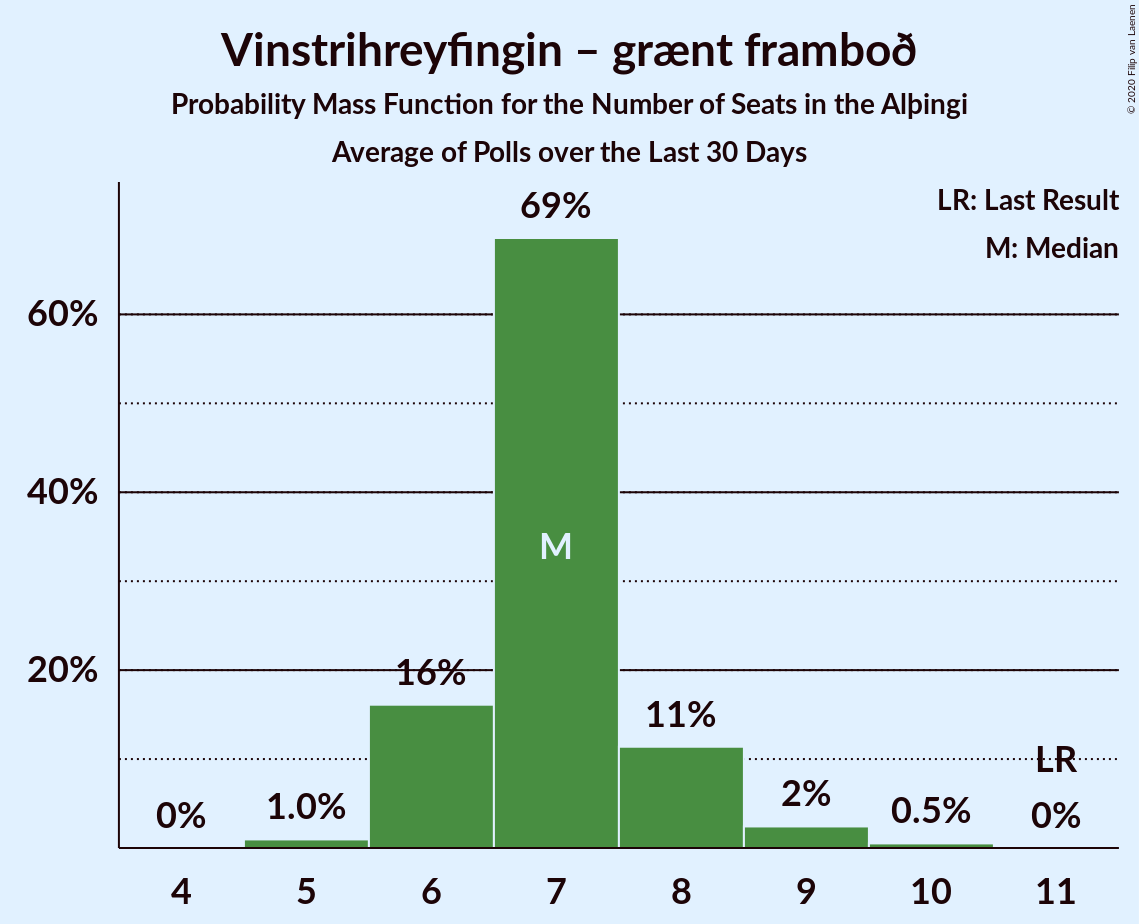 Vinstrihreyfingin – grænt framboð
Probability Mass Function for the Number of Seats in the Alþingi
Average of Polls over the Last 30 Days
© 2020 Filip van Laenen
LR: Last Result
M: Median
69%
60%
40%
M
20%
16%
11%
LR
0%
1.0%
2%
0.5%
0%
4 5 6 7 8 9 10 11